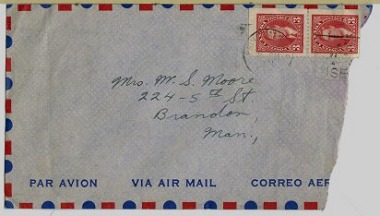 Mrs. M. S. Moore
224-5th St.
Brandon,
Man.,
PAR AVION VIA AIR MAIL CORREO AER